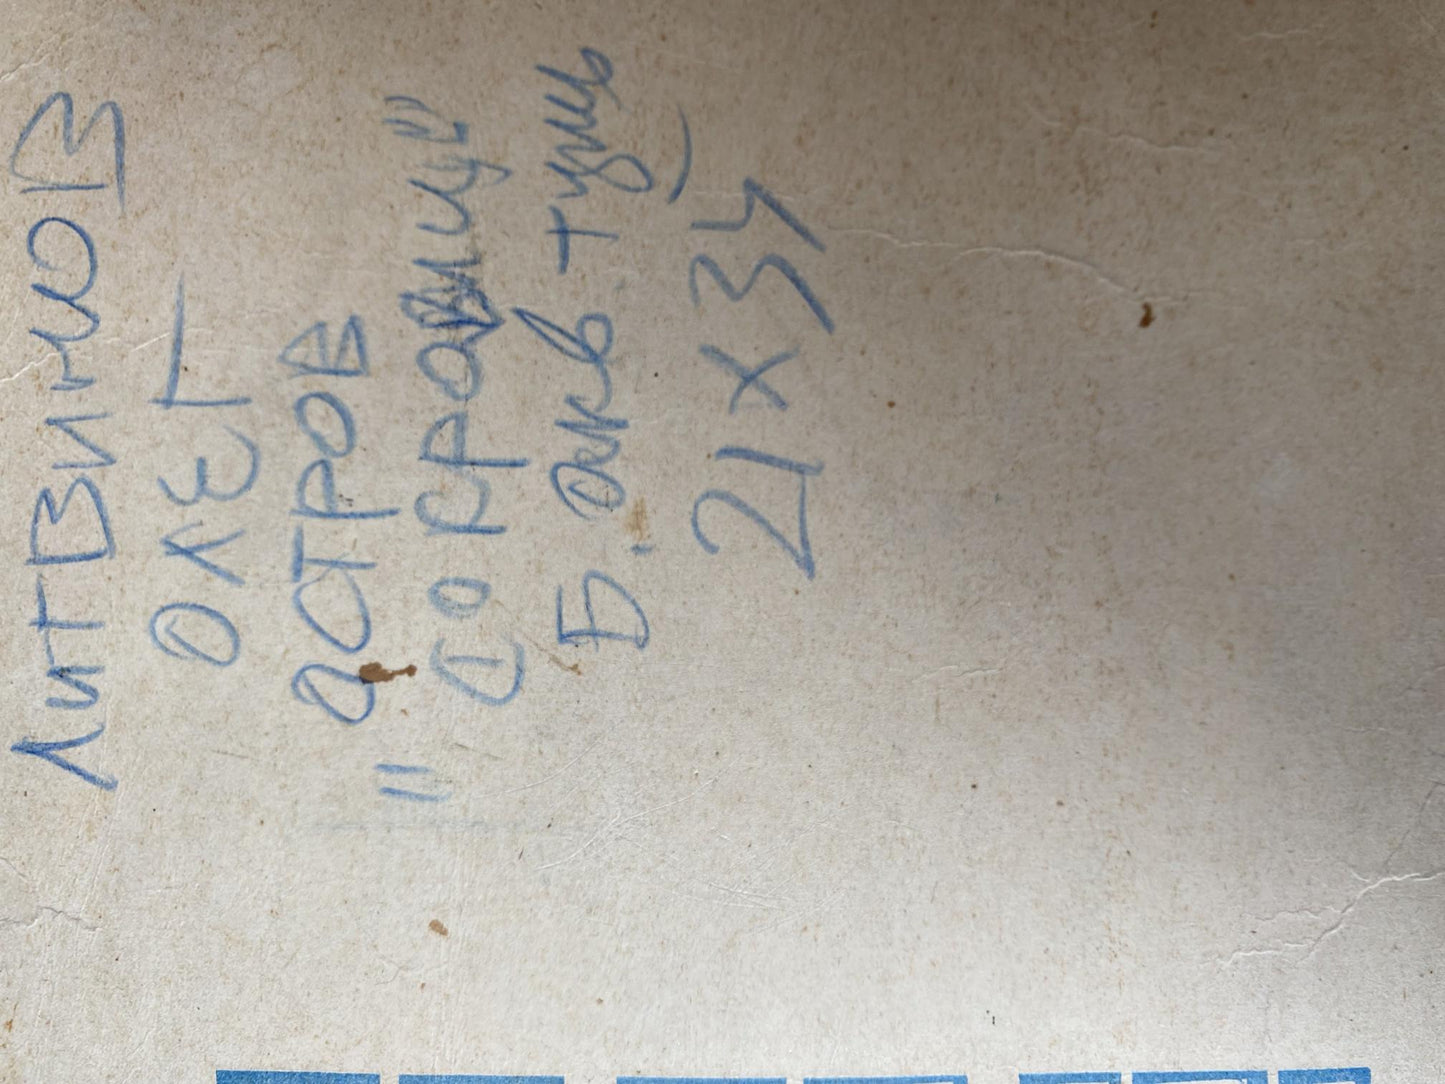 ЛИТВИНОВ
ОЛЕГ
ОСТРОВ
"СОКРОВИЩ"
Б. акв. тушь
21 x 34